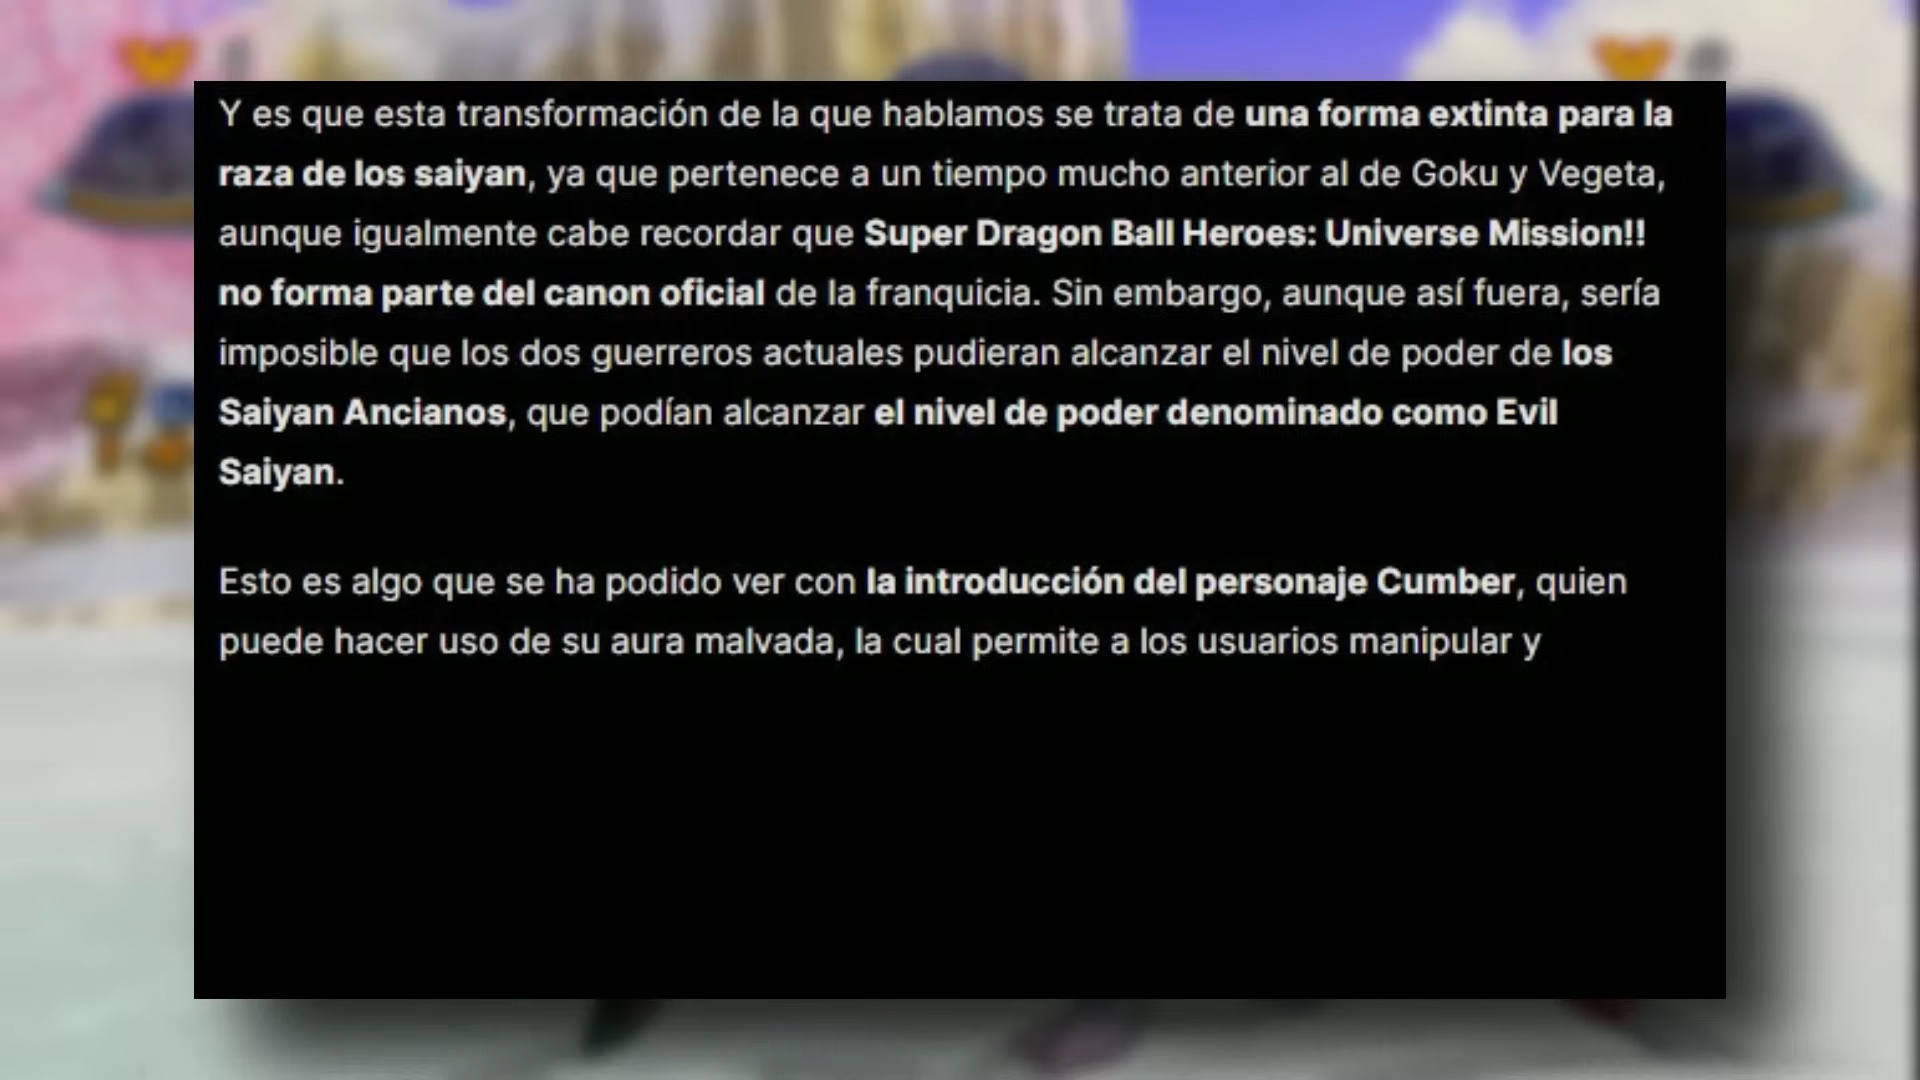 Y es que esta transformación de la que hablamos se trata de una forma extinta para la
raza de los saiyan, ya que pertenece a un tiempo mucho anterior al de Goku y Vegeta,
aunque igualmente cabe recordar que Super Dragon Ball Heroes: Universe Mission!!
no forma parte del canon oficial de la franquicia. Sin embargo, aunque así fuera, sería
imposible que los dos guerreros actuales pudieran alcanzar el nivel de poder de los
Saiyan Ancianos, que podían alcanzar el nivel de poder denominado como Evil
Saiyan.
Esto es algo que se ha podido ver con la introducción del personaje Cumber, quien
puede hacer uso de su aura malvada, la cual permite a los usuarios manipular y